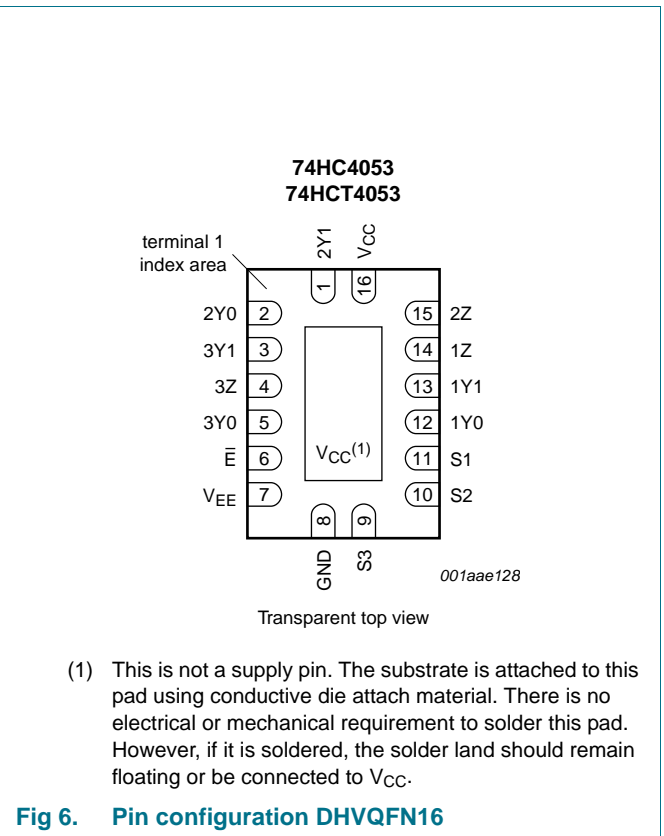 74HC4053
74HCT4053
terminal 1
index area
2Y1
VCC
1
16
2Y0 2
15 2Z
3Y1 3
14 1Z
3Z 4
13 1Y1
3Y0 5
12 1Y0
E̅ 6
VCC(1)
11 S1
VEE 7
10 S2
8
9
GND
S3
001aae128
Transparent top view
(1) This is not a supply pin. The substrate is attached to this
pad using conductive die attach material. There is no
electrical or mechanical requirement to solder this pad.
However, if it is soldered, the solder land should remain
floating or be connected to VCC.
Fig 6. Pin configuration DHVQFN16